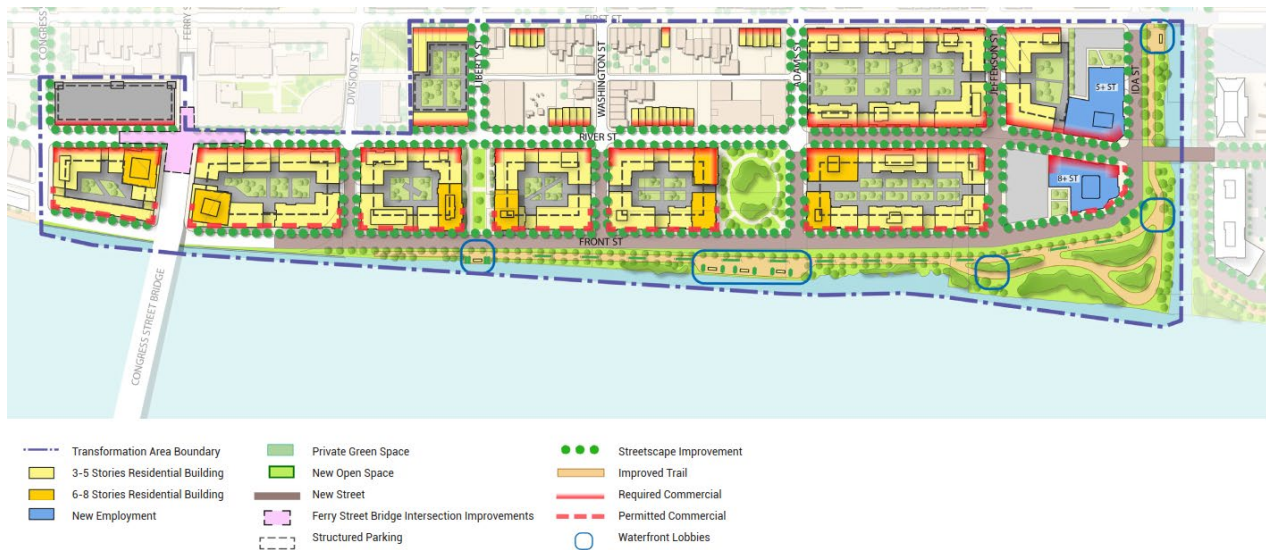 CONGRESS ST
FERRY ST
DIVISION ST
LIBERTY ST
FIRST ST
WASHINGTON ST
ADAMS ST
JEFFERSON ST
IDA ST
5+ ST
RIVER ST
8+ ST
FRONT ST
CONGRESS STREET BRIDGE
Transformation Area Boundary
3-5 Stories Residential Building
6-8 Stories Residential Building
New Employment
Private Green Space
New Open Space
New Street
Ferry Street Bridge Intersection Improvements
Structured Parking
Streetscape Improvement
Improved Trail
Required Commercial
Permitted Commercial
Waterfront Lobbies